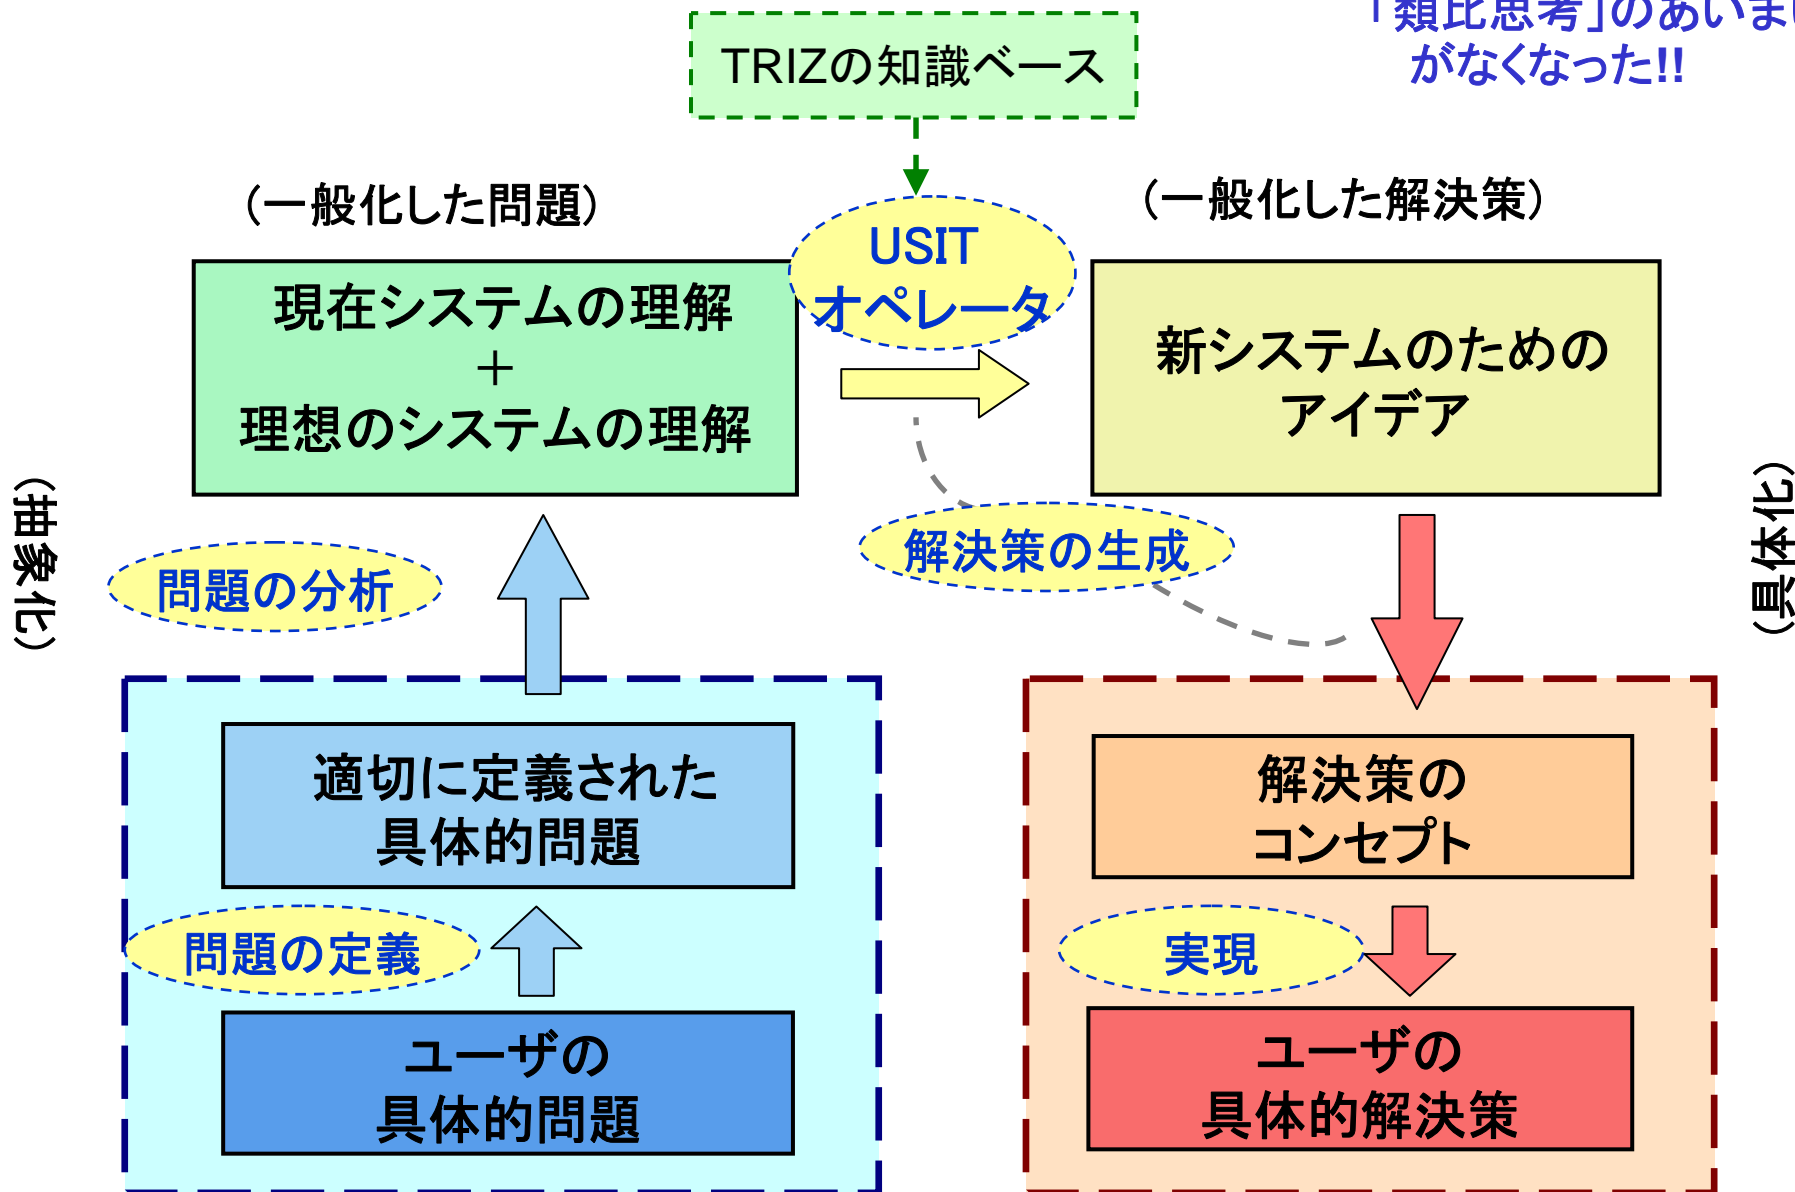 「類比思考」のあいまい
がなくなった!!
TRIZの知識ベース
(一般化した問題)
(一般化した解決策)
USIT
オペレータ
現在システムの理解
+
理想のシステムの理解
新システムのための
アイデア
(抽象化)
(具体化)
問題の分析
解決策の生成
適切に定義された
具体的問題
解決策の
コンセプト
問題の定義
実現
ユーザの
具体的問題
ユーザの
具体的解決策